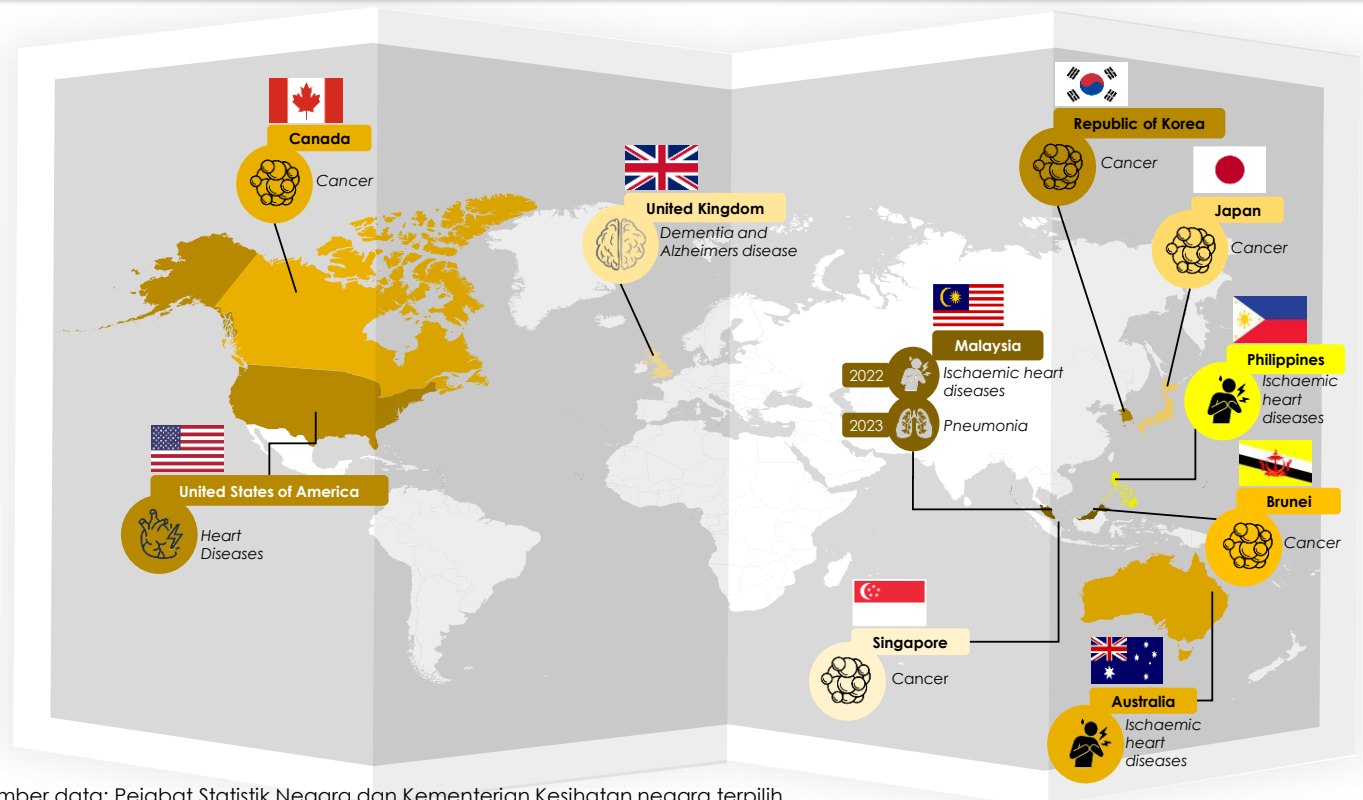 Canada
Cancer
United Kingdom
Dementia and
Alzheimers disease
Republic of Korea
Cancer
Japan
Cancer
Malaysia
2022
Ischaemic heart
diseases
2023
Pneumonia
Philippines
Ischaemic
heart
diseases
United States of America
Heart
Diseases
Brunei
Cancer
Singapore
Cancer
Australia
Ischaemic
heart
diseases
mber data: Pejabat Statistik Negara dan Kementerian Kesihatan negara terpilih